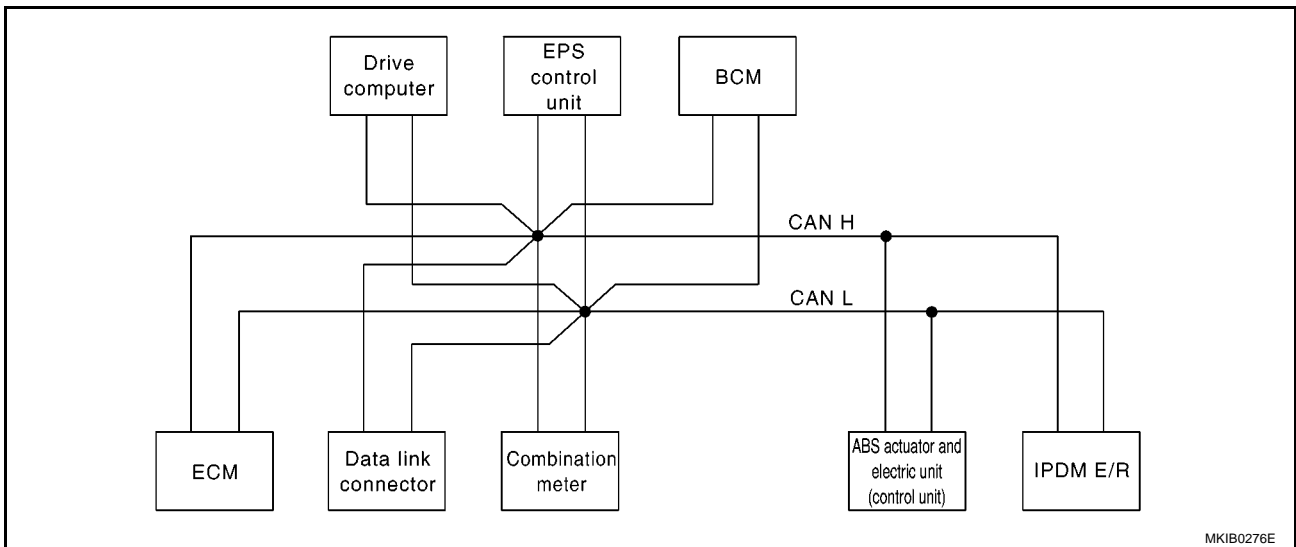 Drive
computer
EPS
control
unit
BCM
CAN H
CAN L
ECM
Data link
connector
Combination
meter
ABS actuator and
electric unit
(control unit)
IPDM E/R
MKIB0276E